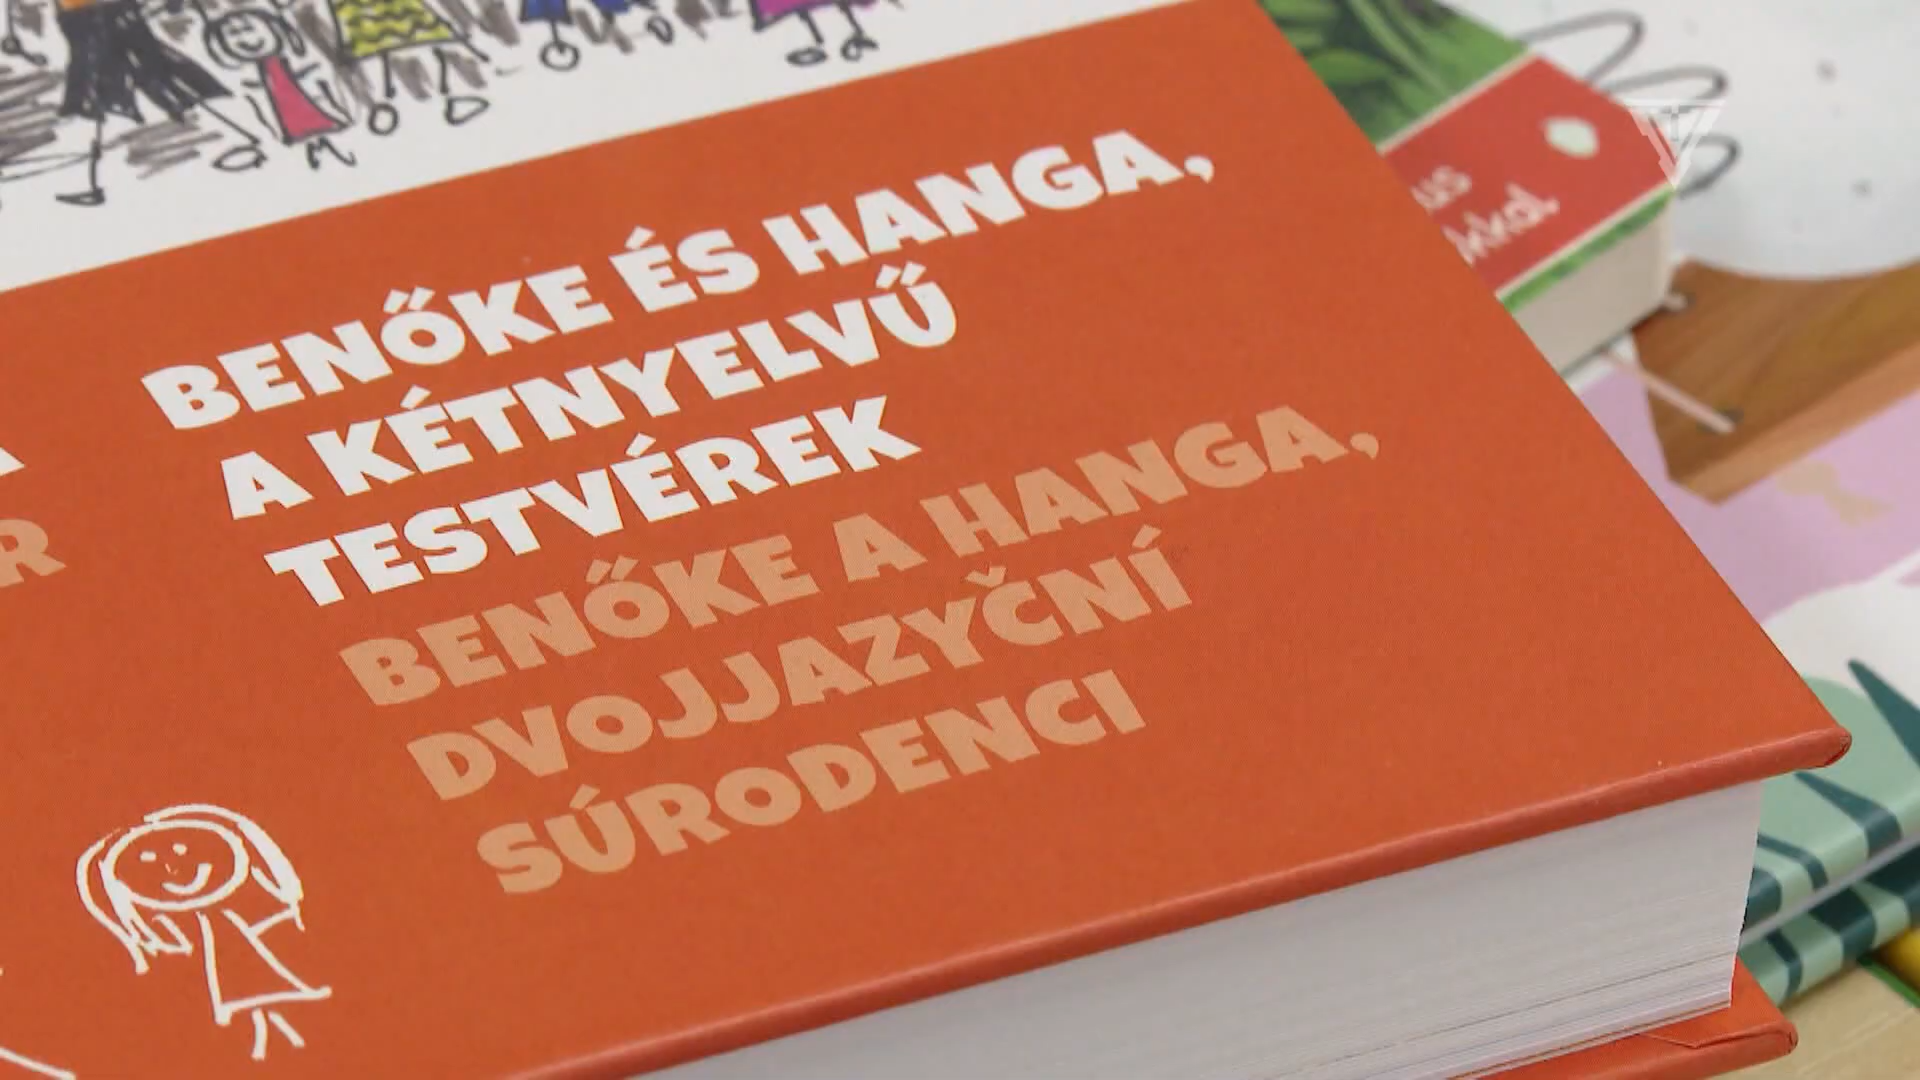 BENŐKE ÉS HANGA,
A KÉTNYELVŰ
TESTVÉREK
BENŐKE A HANGA,
DVOJJAZYČNÍ
SÚRODENCI
R